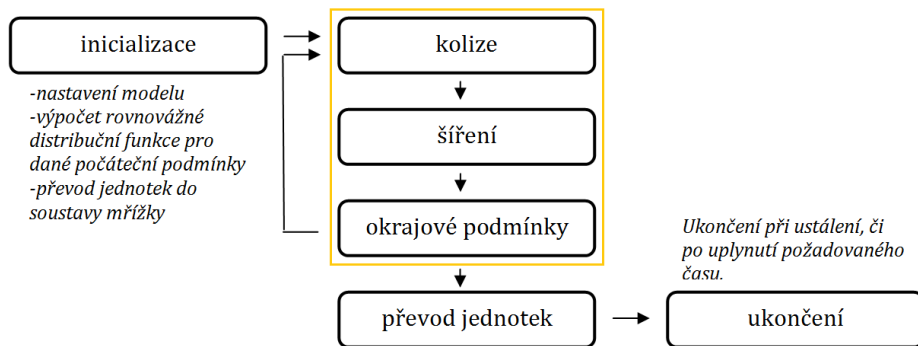 inicializace
-nastavení modelu
-výpočet rovnovážné
distribuční funkce pro
dané počáteční podmínky
-převod jednotek do
soustavy mřížky
kolize
šíření
okrajové podmínky
převod jednotek
Ukončení při ustálení, či
po uplynutí požadovaného
času.
ukončení